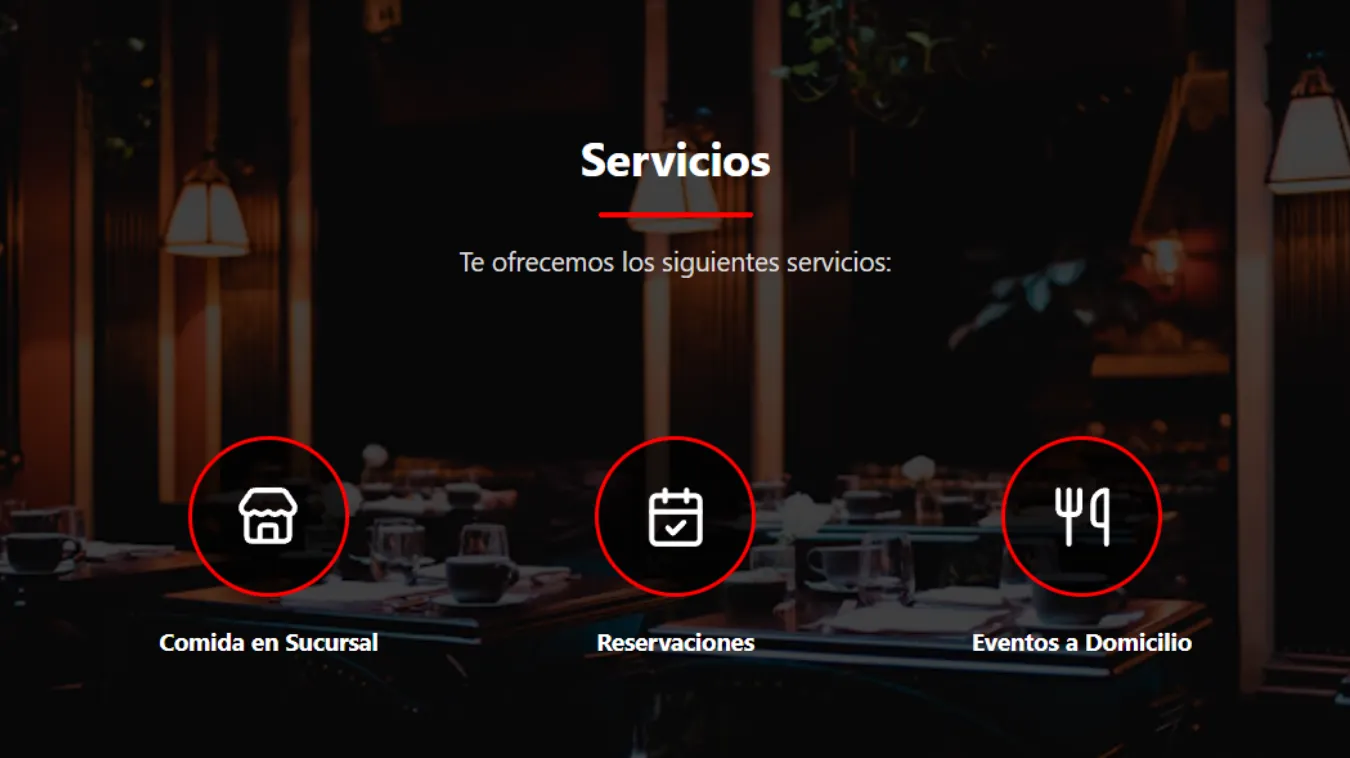 Servicios
Te ofrecemos los siguientes servicios:
Comida en Sucursal
Reservaciones
Eventos a Domicilio